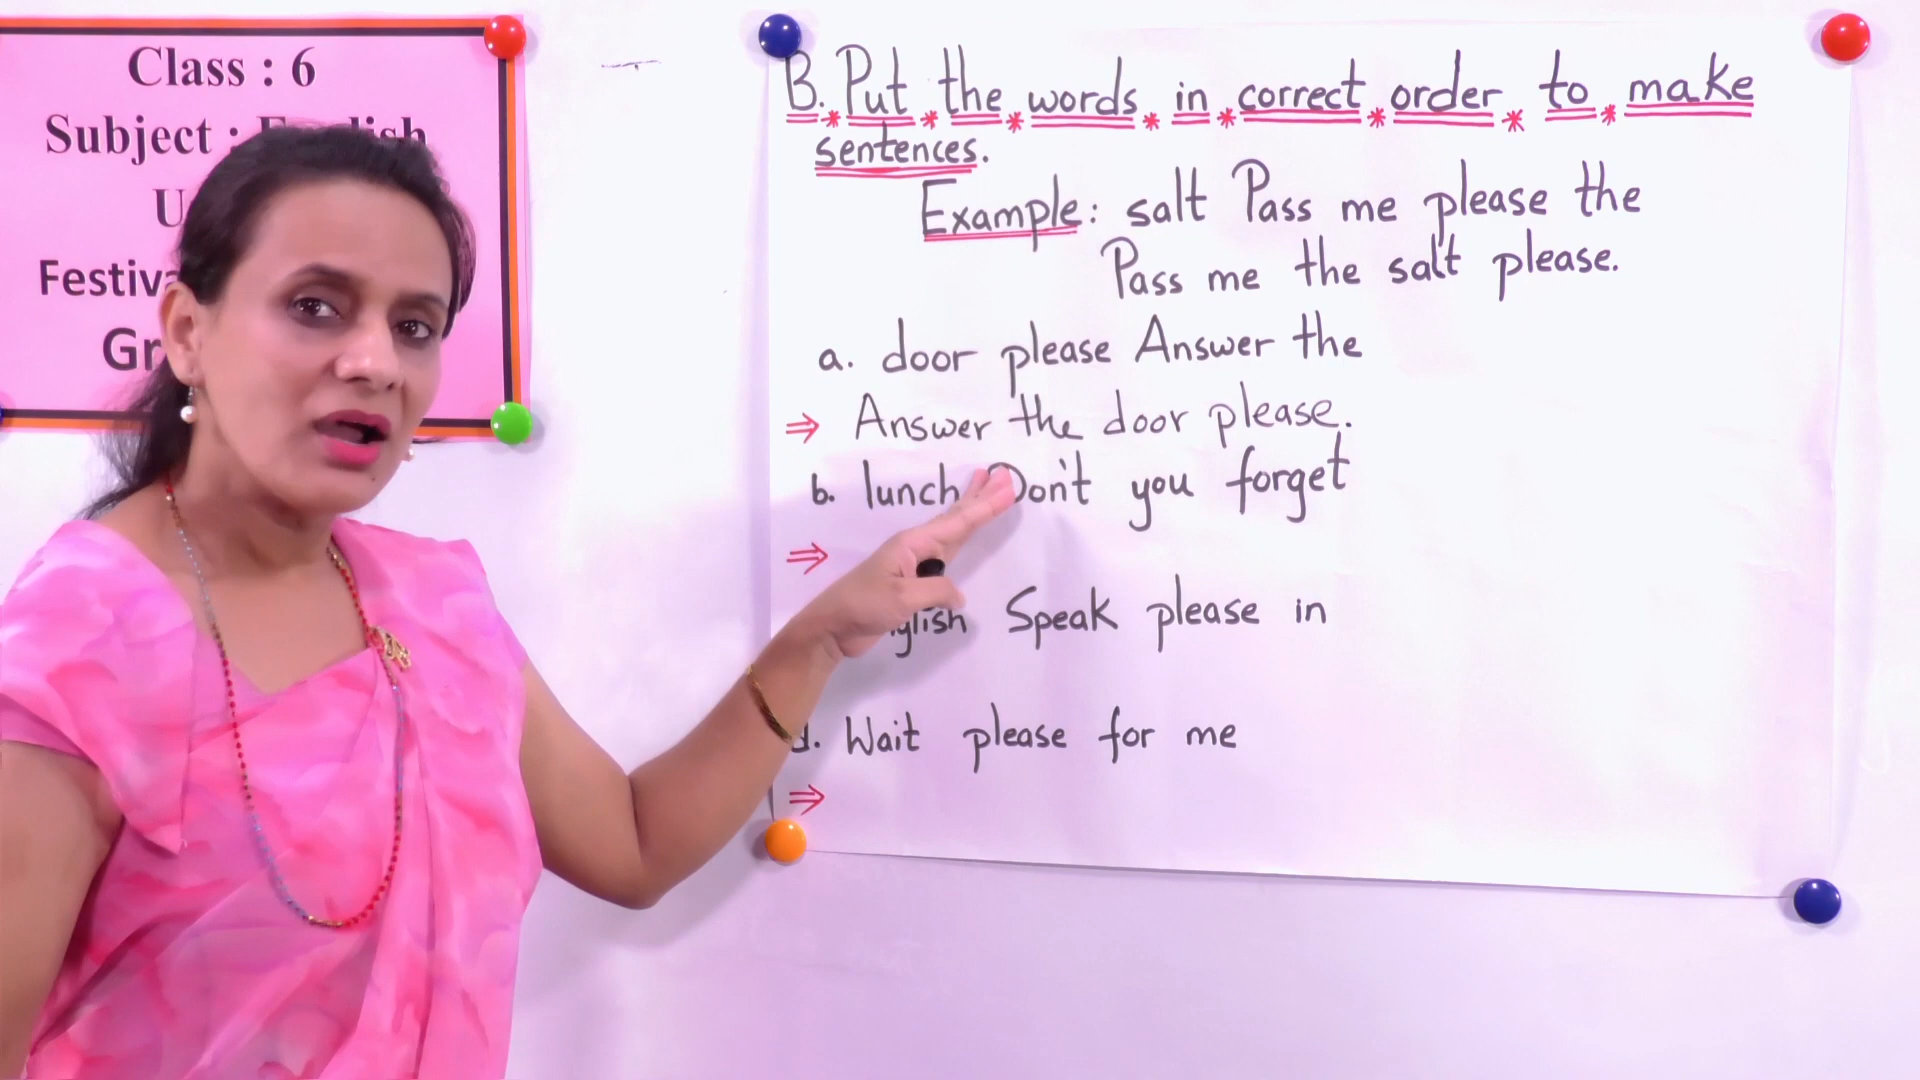 Class : 6
Subject :
Festiva
Gr
B. Put the words in correct order to make
sentences.
Example: salt Pass me please the
Pass me the salt please.
a. door please Answer the
⇒ Answer the door please.
b. lunch Don't you forget
⇒
Speak please in
d. Wait please for me
⇒